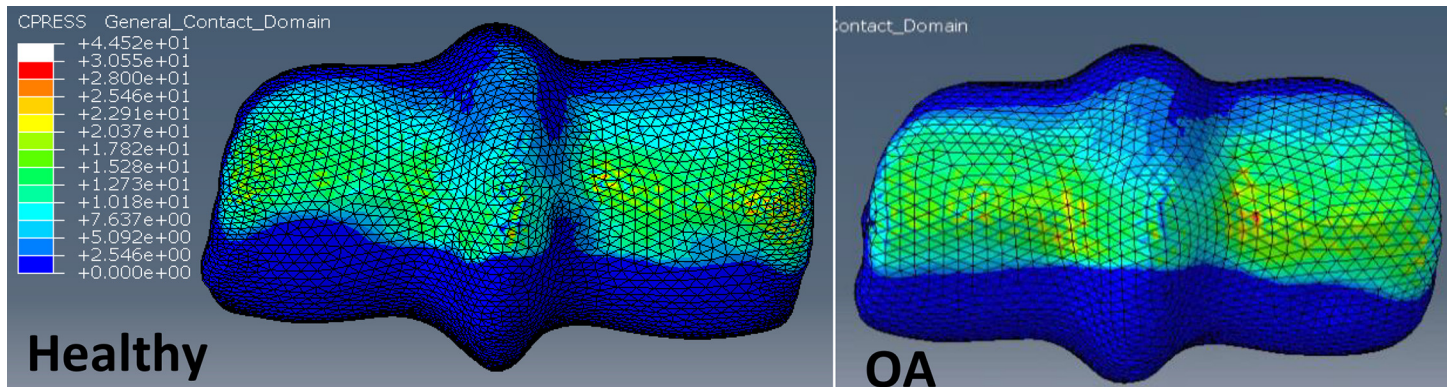 CPRESS General_Contact_Domain
+4.452e+01
+3.055e+01
+2.800e+01
+2.546e+01
+2.291e+01
+2.037e+01
+1.782e+01
+1.528e+01
+1.273e+01
+1.018e+01
+7.637e+00
+5.092e+00
+2.546e+00
+0.000e+00
Healthy
Contact_Domain
OA